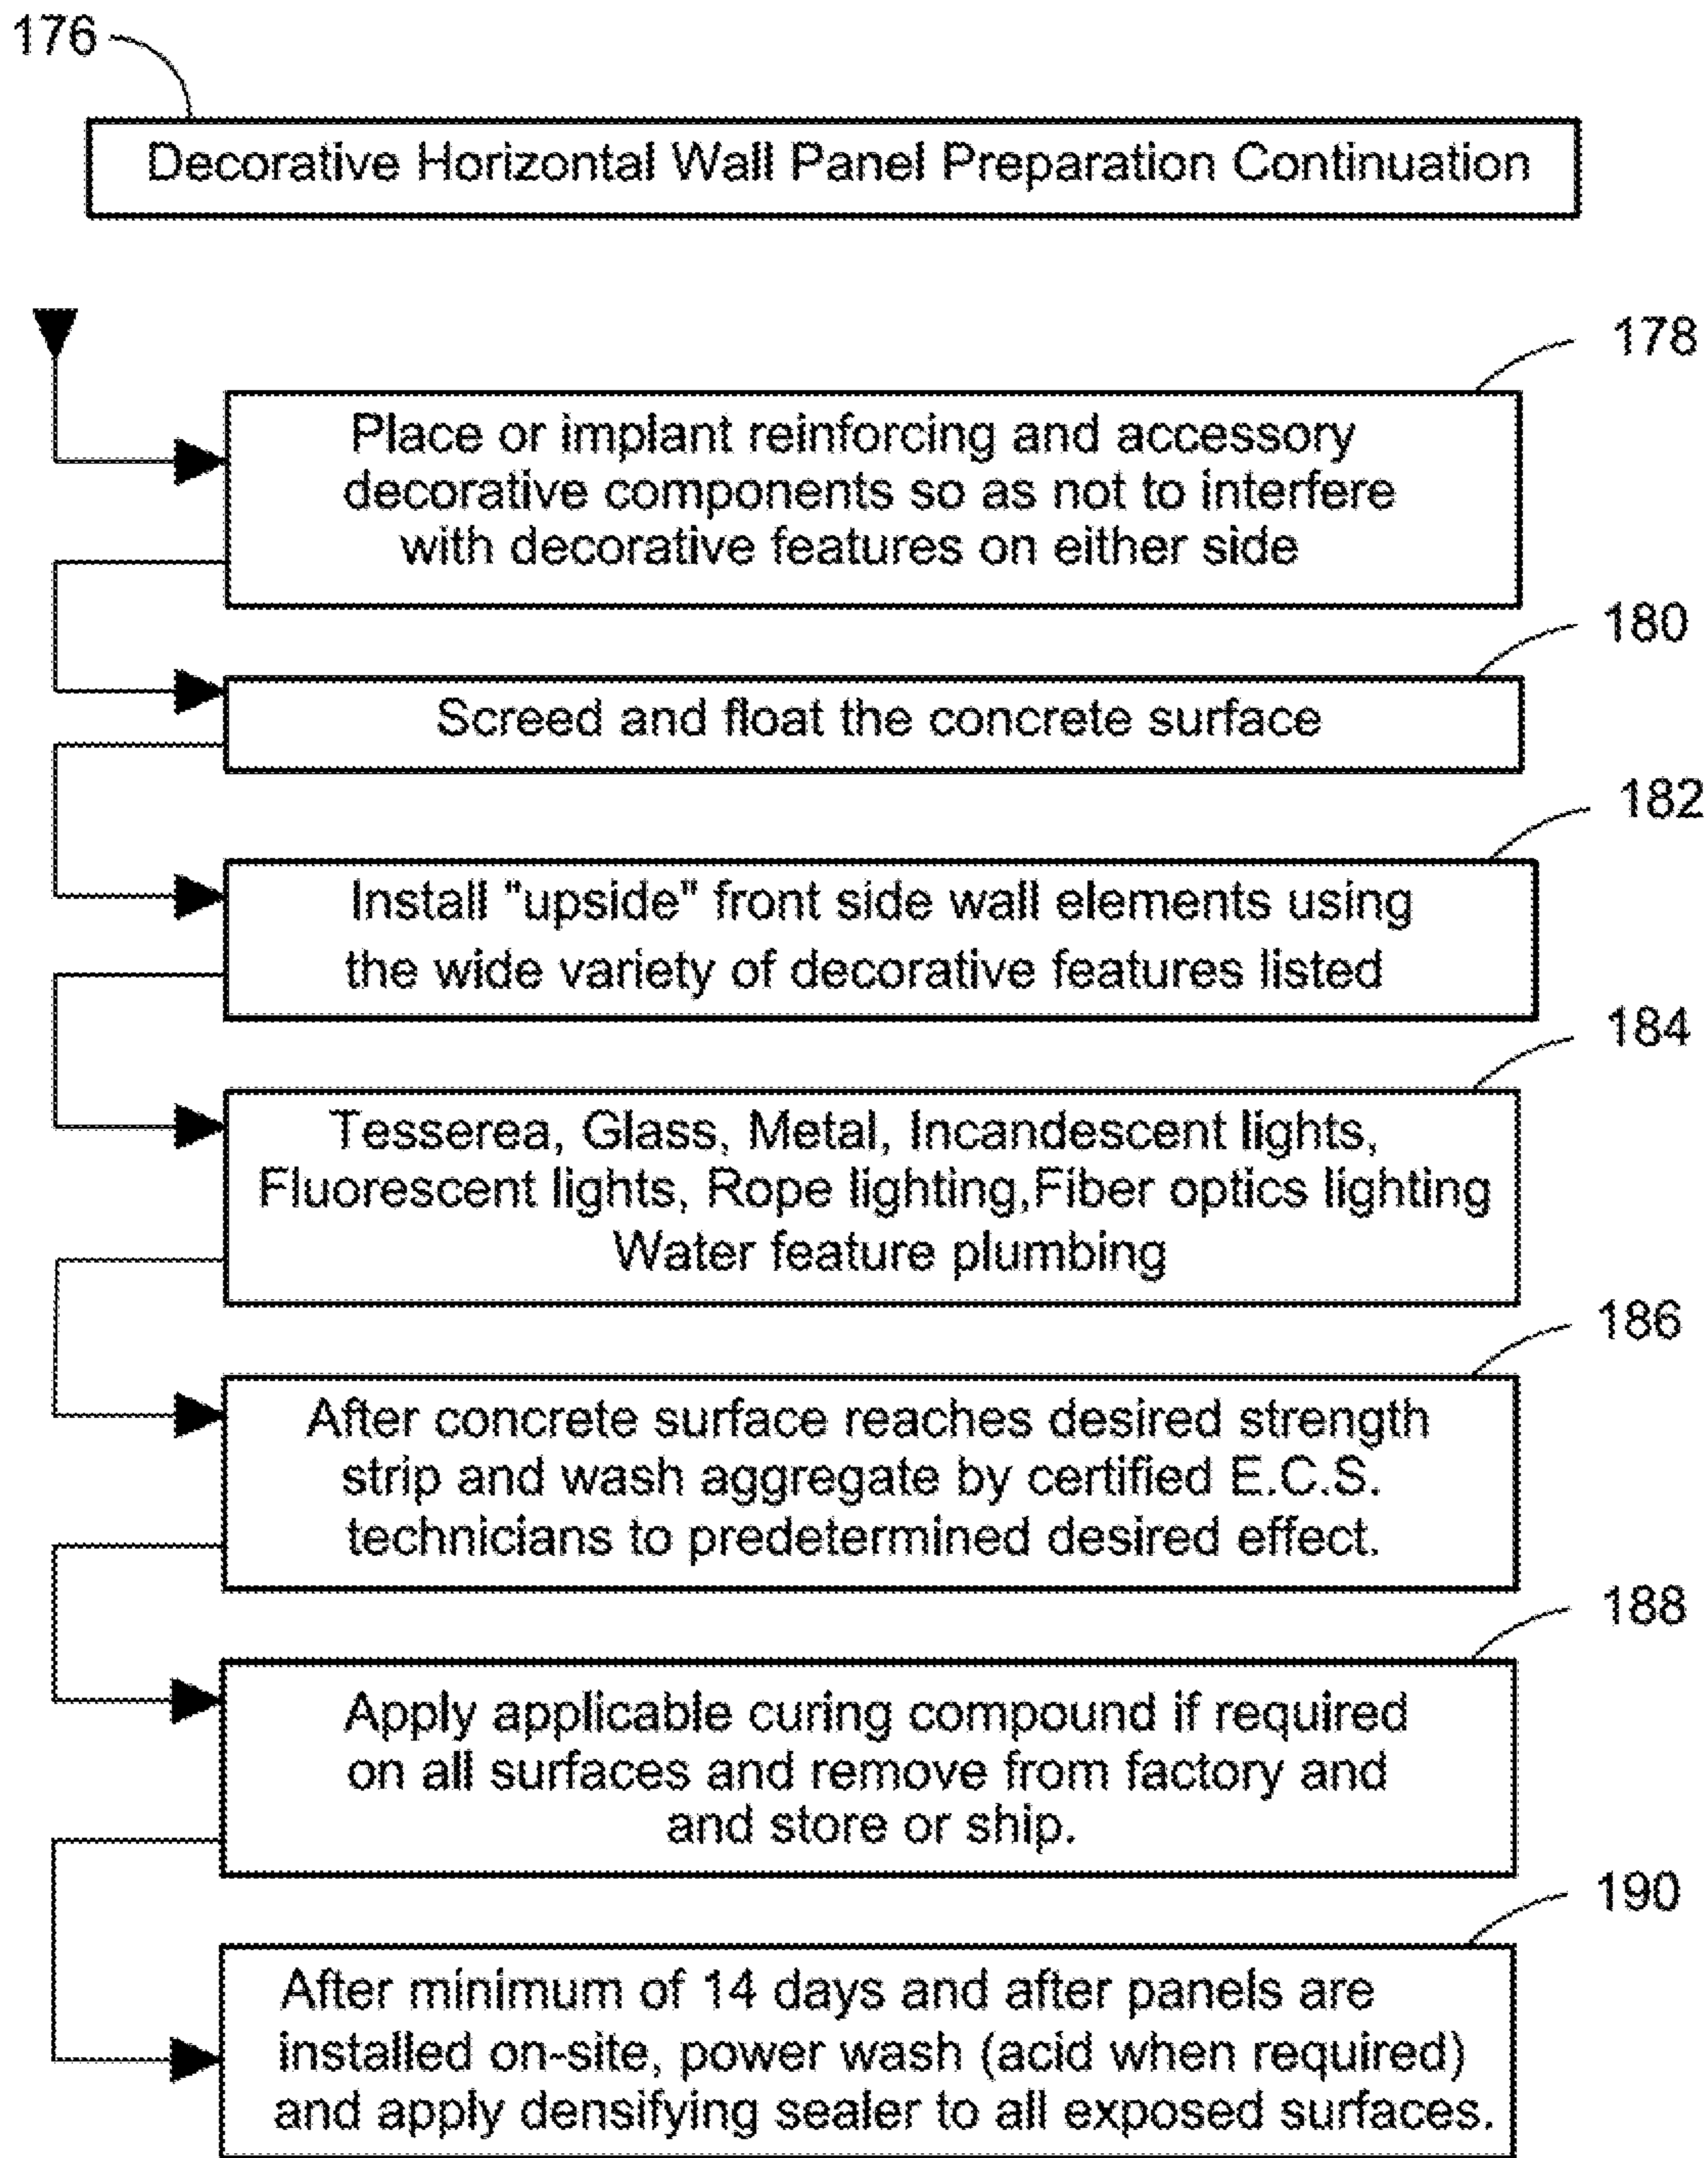 176
Decorative Horizontal Wall Panel Preparation Continuation
178
Place or implant reinforcing and accessory
decorative components so as not to interfere
with decorative features on either side
180
Screed and float the concrete surface
182
Install "upside" front side wall elements using
the wide variety of decorative features listed
184
Tesserea, Glass, Metal, Incandescent lights,
Fluorescent lights, Rope lighting,Fiber optics lighting
Water feature plumbing
186
After concrete surface reaches desired strength
strip and wash aggregate by certified E.C.S.
technicians to predetermined desired effect.
188
Apply applicable curing compound if required
on all surfaces and remove from factory and
and store or ship.
190
After minimum of 14 days and after panels are
installed on-site, power wash (acid when required)
and apply densifying sealer to all exposed surfaces.